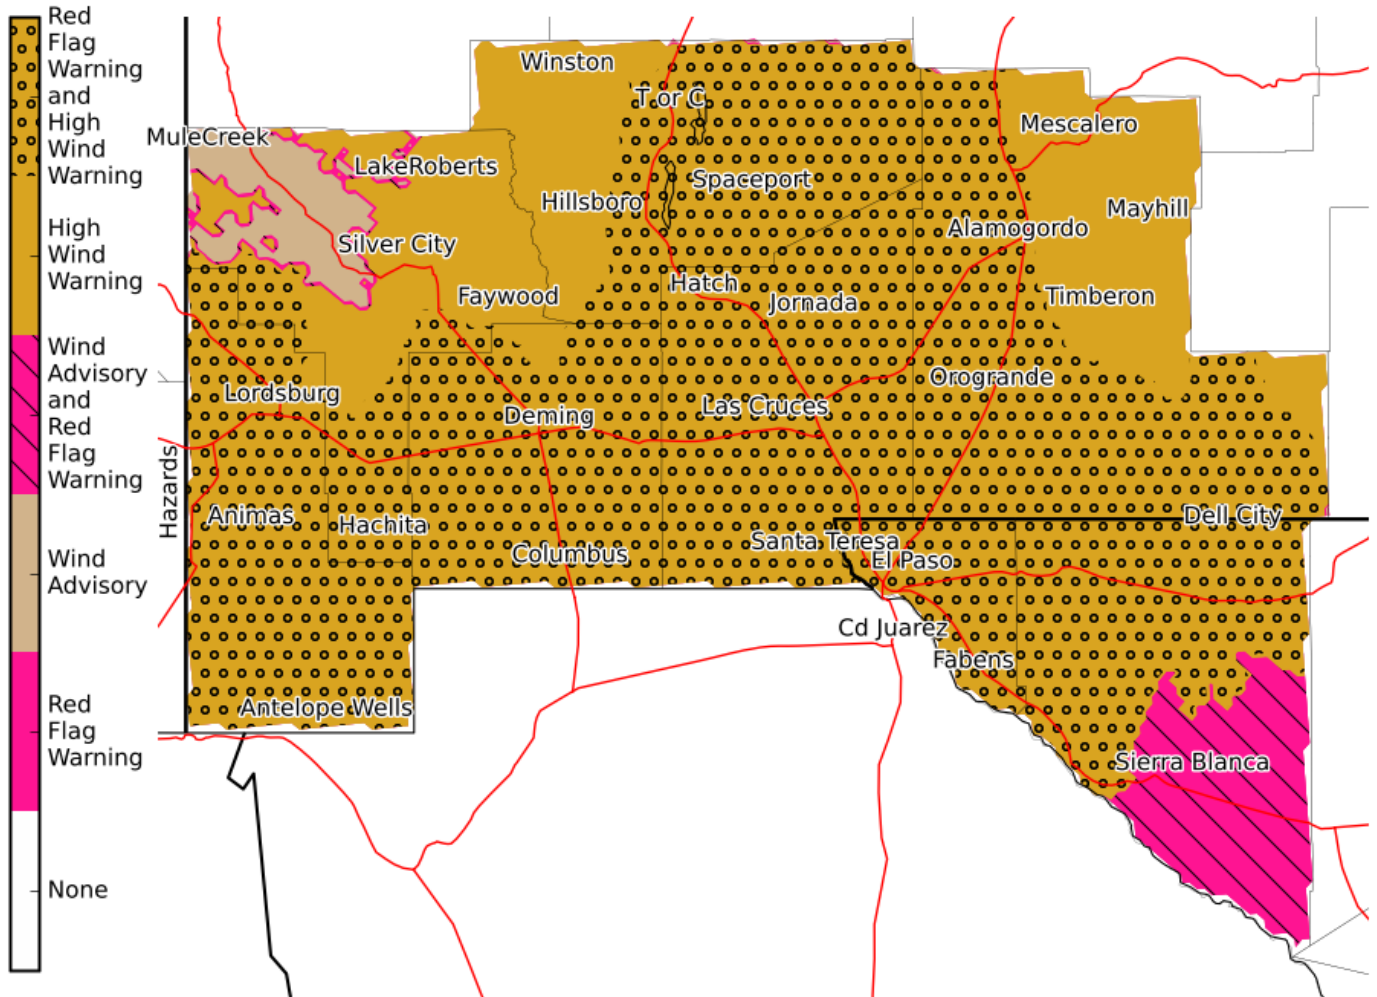 Red
Flag
Warning
and
High
Wind
Warning
High
Wind
Warning
Wind
Advisory
and
Red
Flag
Warning
Wind
Advisory
Red
Flag
Warning
None
Hazards
Winston
T or C
MuleCreek
Mescalero
LakeRoberts
Spaceport
Hillsboro
Mayhill
Silver City
Alamogordo
Hatch
Faywood
Jornada
Timberon
Lordsburg
Orogrande
Deming
Las Cruces
Animas
Hachita
Dell City
Columbus
Santa Teresa
El Paso
Cd Juarez
Fabens
Antelope Wells
Sierra Blanca